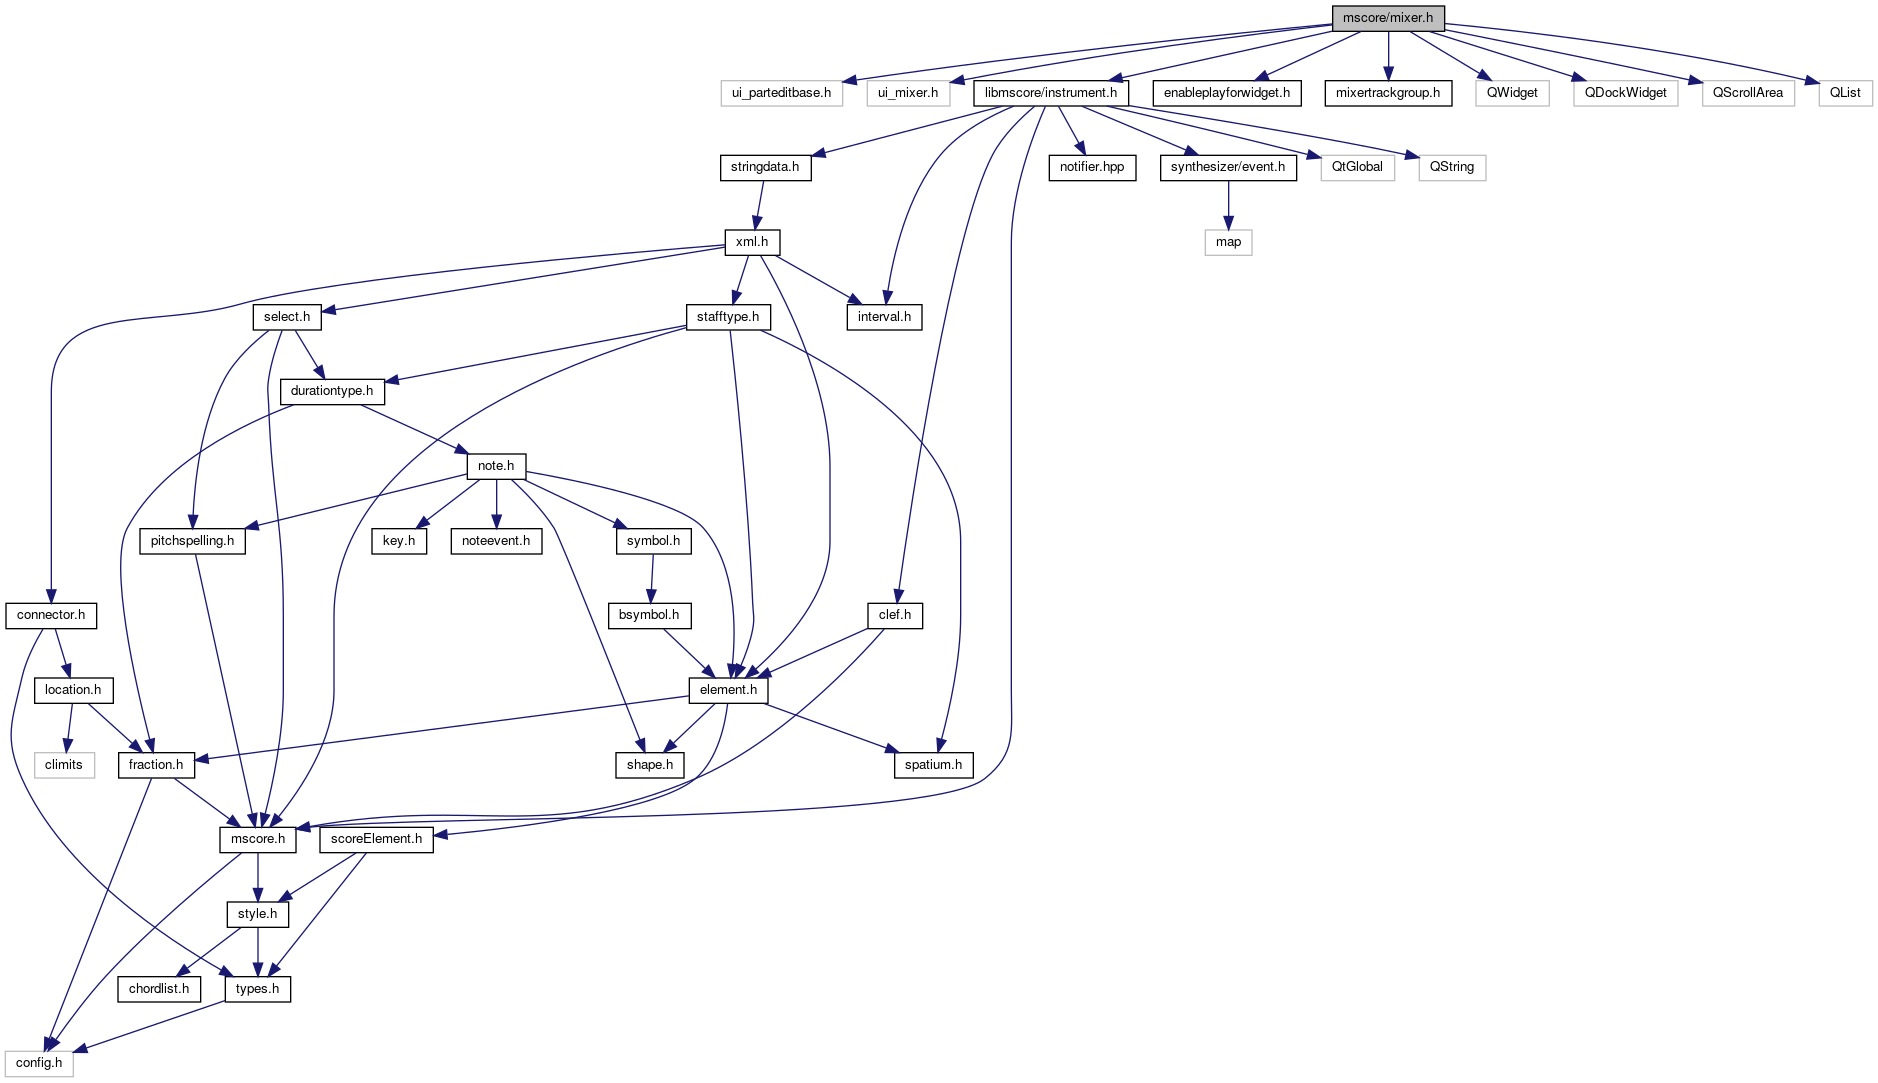 mscore/mixer.h
ui_parteditbase.h
ui_mixer.h
libmscore/instrument.h
enableplayforwidget.h
mixertrackgroup.h
QWidget
QDockWidget
QScrollArea
QList
stringdata.h
notifier.hpp
synthesizer/event.h
QtGlobal
QString
xml.h
map
select.h
stafftype.h
interval.h
durationtype.h
note.h
pitchspelling.h
key.h
noteevent.h
symbol.h
connector.h
bsymbol.h
clef.h
location.h
element.h
climits
fraction.h
shape.h
spatium.h
mscore.h
scoreElement.h
style.h
chordlist.h
types.h
config.h